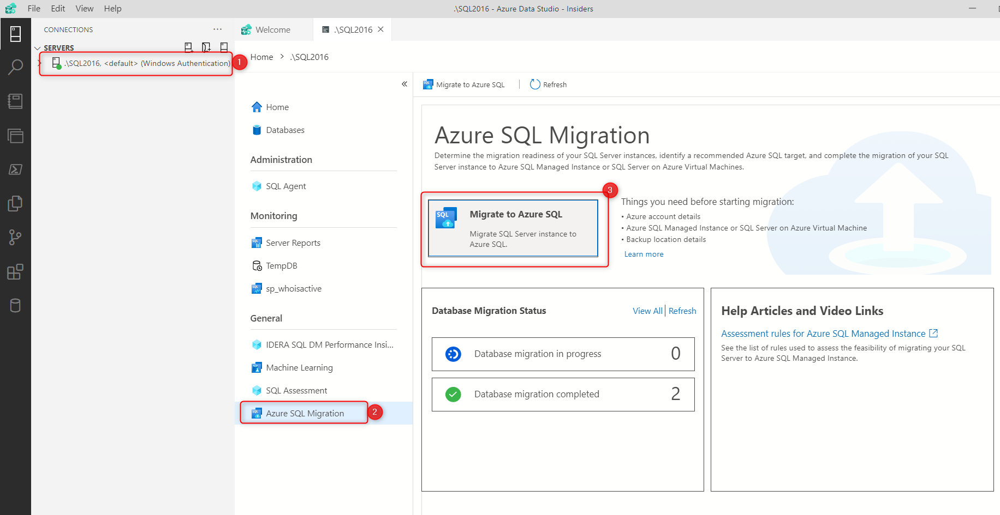 File Edit View Help
.\SQL2016 - Azure Data Studio - Insiders
CONNECTIONS
SERVERS
.\SQL2016, <default> (Windows Authentication)
1
Welcome
.\SQL2016
Home > .\SQL2016
Home
Databases
Administration
SQL Agent
Monitoring
Server Reports
TempDB
sp_whoisactive
General
IDERA SQL DM Performance Insi...
Machine Learning
SQL Assessment
Azure SQL Migration
2
Migrate to Azure SQL
Refresh
Azure SQL Migration
Determine the migration readiness of your SQL Server instances, identify a recommended Azure SQL target, and complete the migration of your SQL
Server instance to Azure SQL Managed Instance or SQL Server on Azure Virtual Machines.
3
SQL
Migrate to Azure SQL
Migrate SQL Server instance to
Azure SQL.
Things you need before starting migration:
• Azure account details
• Azure SQL Managed Instance or SQL Server on Azure Virtual Machine
• Backup location details
Learn more
Database Migration Status
View All | Refresh
Database migration in progress 0
Database migration completed 2
Help Articles and Video Links
Assessment rules for Azure SQL Managed Instance
See the list of rules used to assess the feasibility of migrating your SQL
Server to Azure SQL Managed Instance.